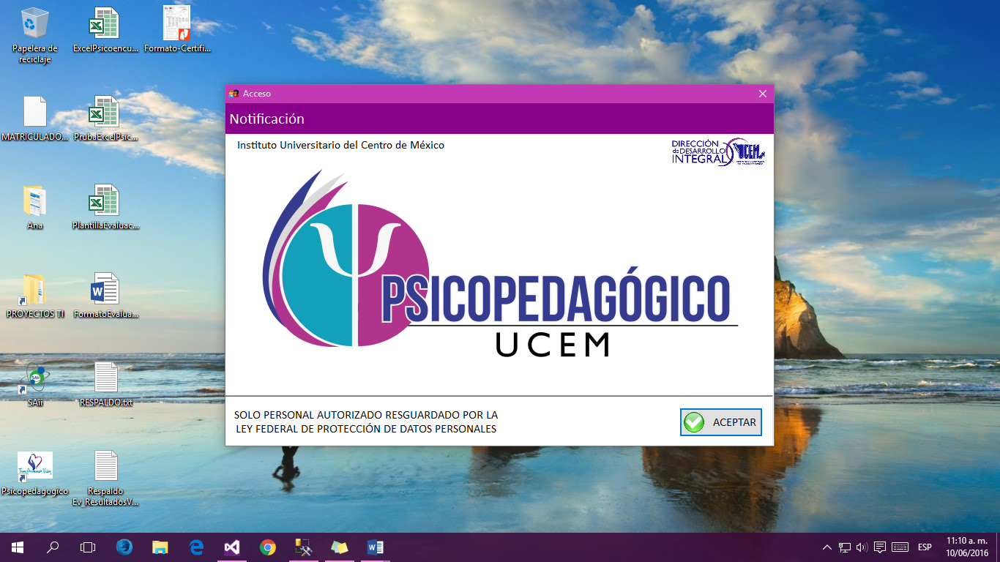 Papelera de
reciclaje
ExcelPsicoencu...
Formato-Certifi...
MATRICULADO...
PrubaExcelPsic...
Ana
PlantillaEvaluac...
PROYECTOS TI
FormatoEvalua...
SAii
SAii
RESPALDO.txt
Psicopedagogico
Respaldo
Ev_ResultadosV...
Acceso
Notificación
Instituto Universitario del Centro de México
DIRECCIÓN
de DESARROLLO
INTEGRAL
UCEM
PSICOPEDAGÓGICO
UCEM
SOLO PERSONAL AUTORIZADO RESGUARDADO POR LA
LEY FEDERAL DE PROTECCIÓN DE DATOS PERSONALES
ACEPTAR
ESP
11:10 a. m.
10/06/2016